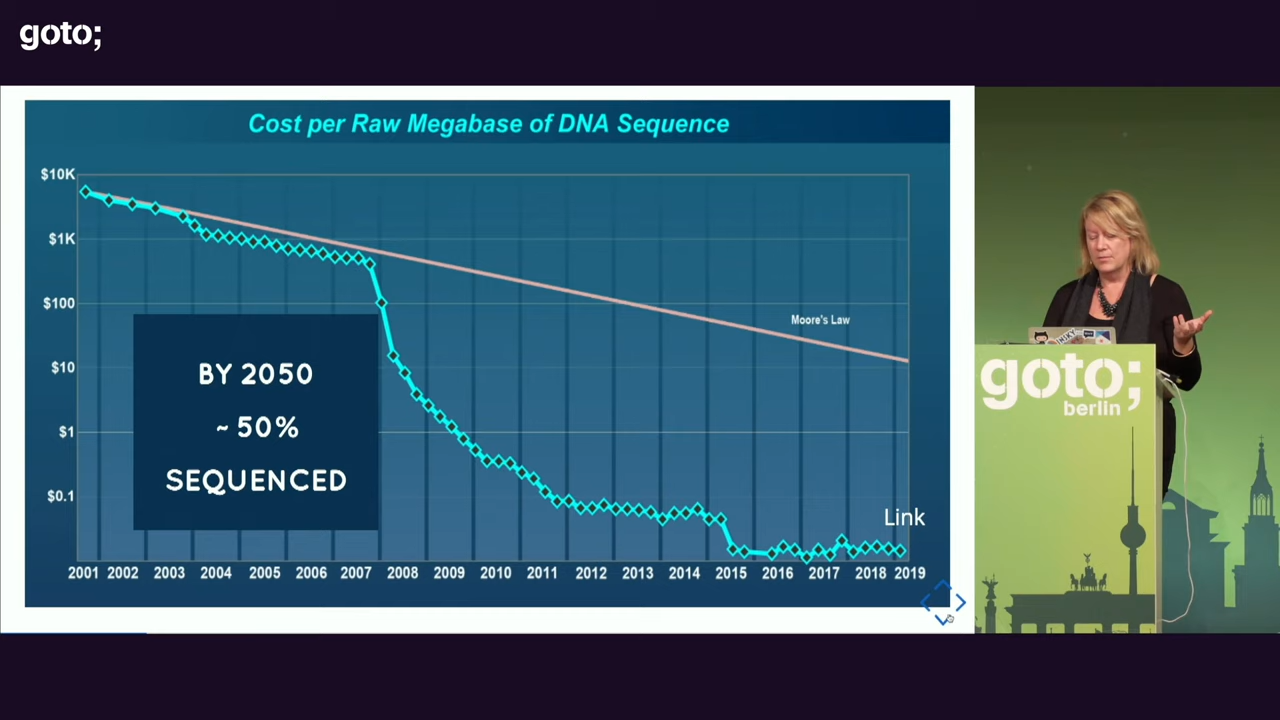 goto;
Cost per Raw Megabase of DNA Sequence
$10K
$1K
$100
$10
$1
$0.1
Moore's Law
BY 2050
~ 50%
SEQUENCED
Link
2001 2002 2003 2004 2005 2006 2007 2008 2009 2010 2011 2012 2013 2014 2015 2016 2017 2018 2019
goto;
berlin